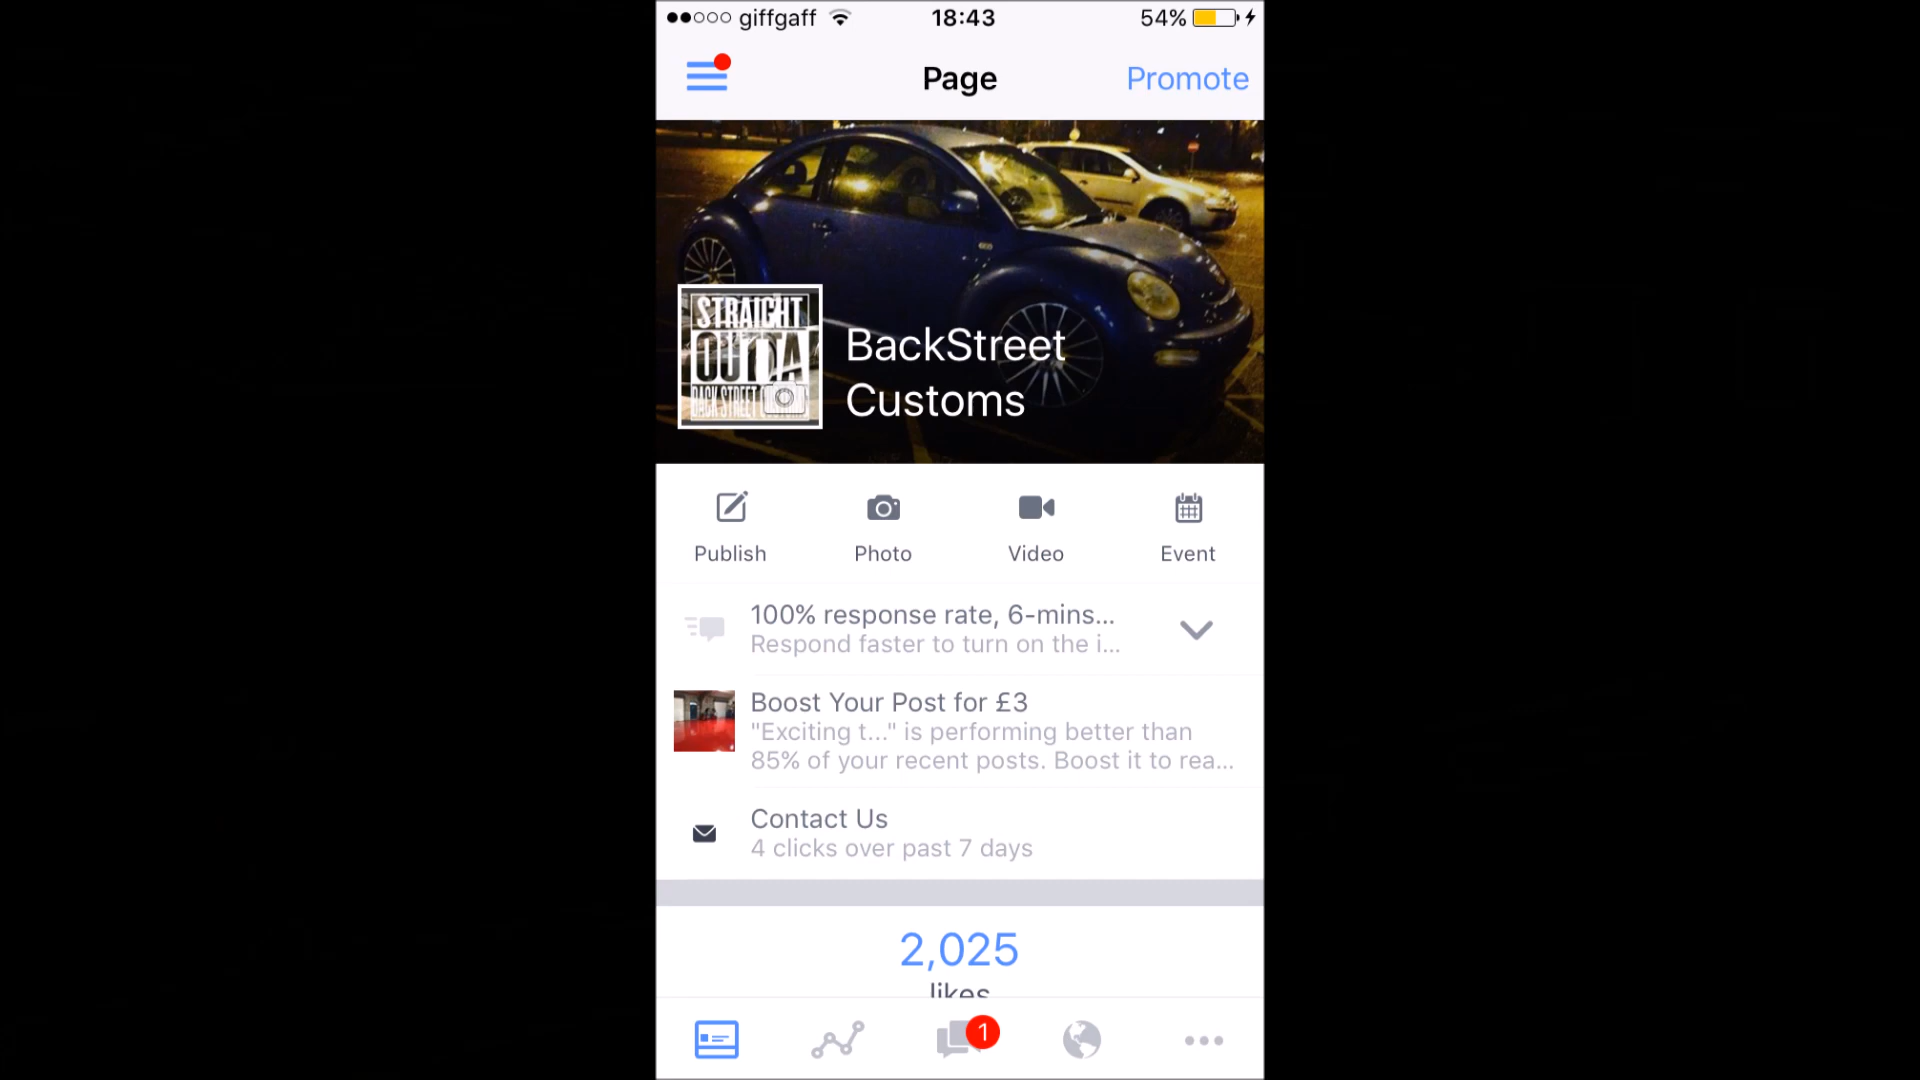 giffgaff 18:43 54%
Page Promote
STRAIGHT
OUTTA
BACK STREET
BackStreet
Customs
Publish Photo Video Event
100% response rate, 6-mins...
Respond faster to turn on the i...
Boost Your Post for £3
"Exciting t..." is performing better than
85% of your recent posts. Boost it to rea...
Contact Us
4 clicks over past 7 days
2,025
likes
1